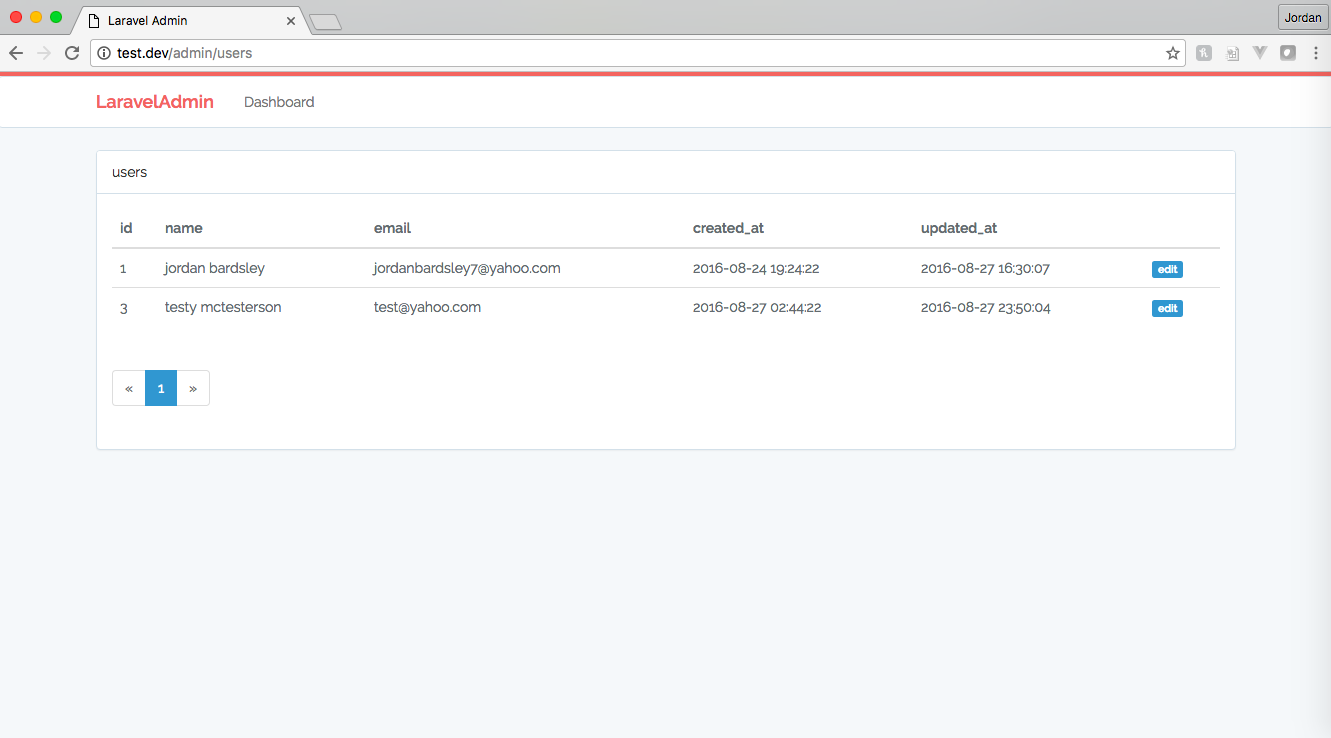 Laravel Admin
Jordan
test.dev/admin/users
LaravelAdmin Dashboard
users
id name email created_at updated_at
1 jordan bardsley jordanbardsley7@yahoo.com 2016-08-24 19:24:22 2016-08-27 16:30:07 edit
3 testy mctesterson test@yahoo.com 2016-08-27 02:44:22 2016-08-27 23:50:04 edit
« 1 »